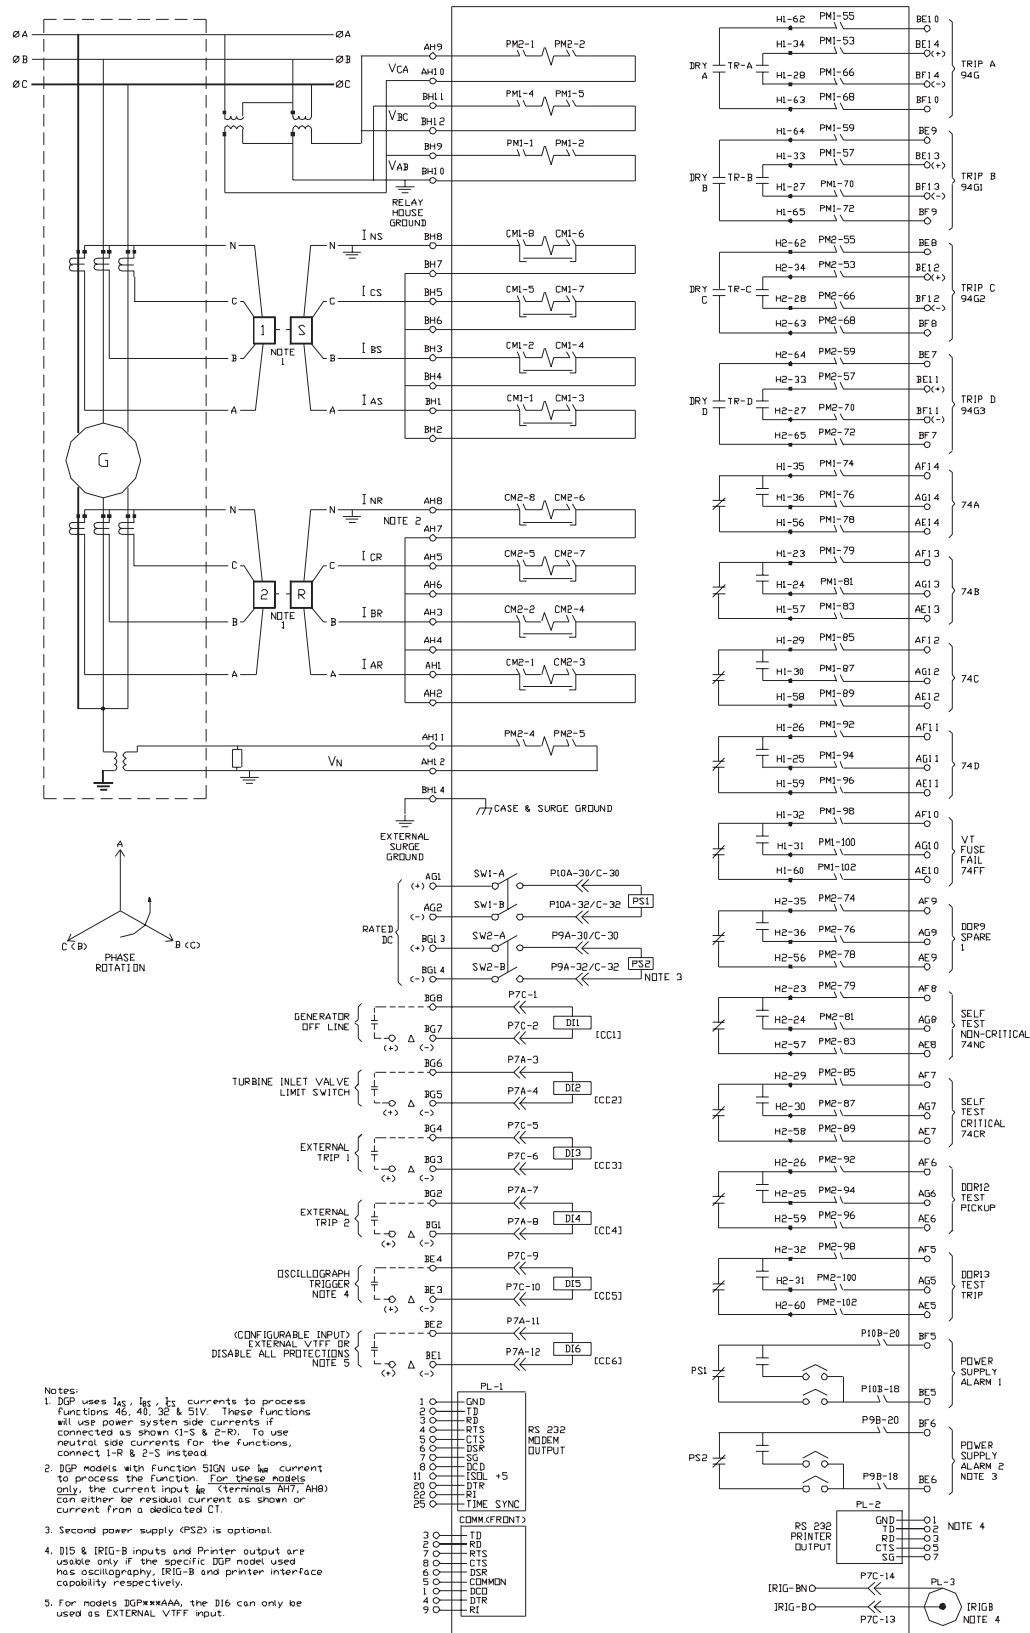 ØA ØA
ØB ØB
ØC ØC
VCA
VBC
VAB
AH9 PM2-1 PM2-2
AH10
BH11 PM1-4 PM1-5
BH12
BH9 PM1-1 PM1-2
BH10
RELAY
HOUSE
GROUND
N N INS BH8 CM1-8 CM1-6
BH7
C C ICS BH5 CM1-5 CM1-7
BH6
1 S
NOTE
1
B B IBS BH3 CM1-2 CM1-4
BH4
A A IAS BH1 CM1-1 CM1-3
BH2
G
N N INR AH8 CM2-8 CM2-6
NOTE 2
AH7
C C ICR AH5 CM2-5 CM2-7
AH6
2 R
NOTE
1
B B IBR AH3 CM2-2 CM2-4
AH4
A A IAR AH1 CM2-1 CM2-3
AH2
AH11 PM2-4 PM2-5
VN
AH12
BH14
CASE & SURGE GROUND
EXTERNAL
SURGE
GROUND
A
C (B)
B (C)
PHASE
ROTATION
RATED
DC
(+) AG1 SW1-A P10A-30/C-30
(-) AG2 SW1-B P10A-32/C-32
PS1
(+) BG13 SW2-A P9A-30/C-30
(-) BG14 SW2-B P9A-32/C-32
PS2
NOTE 3
GENERATOR
OFF LINE
BG8 P7C-1
BG7 P7C-2
(+) Δ (-)
DI1
[CC1]
TURBINE INLET VALVE
LIMIT SWITCH
BG6 P7A-3
BG5 P7A-4
(+) Δ (-)
DI2
[CC2]
EXTERNAL
TRIP 1
BG4 P7C-5
BG3 P7C-6
(+) Δ (-)
DI3
[CC3]
EXTERNAL
TRIP 2
BG2 P7A-7
BG1 P7A-8
(+) Δ (-)
DI4
[CC4]
OSCILLOGRAPH
TRIGGER
NOTE 4
BE4 P7C-9
BE3 P7C-10
(+) Δ (-)
DI5
[CC5]
(CONFIGURABLE INPUT)
EXTERNAL VTFF OR
DISABLE ALL PROTECTIONS
NOTE 5
BE2 P7A-11
BE1 P7A-12
(+) Δ (-)
DI6
[CC6]
Notes:
1. DGP uses IAS, IBS, ICS currents to process
functions 46, 40, 32 & 51V. These functions
will use power system side currents if
connected as shown (1-S & 2-R). To use
neutral side currents for the functions,
connect 1-R & 2-S instead.
2. DGP models with function 51GN use INR current
to process the function. For these models
only, the current input INR (terminals AH7, AH8)
can either be residual current as shown or
current from a dedicated CT.
3. Second power supply (PS2) is optional.
4. DI5 & IRIG-B inputs and Printer output are
usable only if the specific DGP model used
has oscillography, IRIG-B and printer interface
capability respectively.
5. For models DGP***AAA, the DI6 can only be
used as EXTERNAL VTFF input.
PL-1
1 GND
2 TD
3 RD
4 RTS
5 CTS
6 DSR
7 SG
8 DCD
11 ISOL +5
20 DTR
22 RI
25 TIME SYNC
RS 232
MODEM
OUTPUT
COMM.(FRONT)
3 TD
2 RD
7 RTS
8 CTS
6 DSR
5 COMMON
1 DCD
4 DTR
9 RI
H1-62 PM1-55 BE10
H1-34 PM1-53 BE14
(+)
DRY
A
TR-A
H1-28 PM1-66 BF14
(-)
H1-63 PM1-68 BF10
TRIP A
94G
H1-64 PM1-59 BE9
H1-33 PM1-57 BE13
(+)
DRY
B
TR-B
H1-27 PM1-70 BF13
(-)
H1-65 PM1-72 BF9
TRIP B
94G1
H2-62 PM2-55 BE8
H2-34 PM2-53 BE12
(+)
DRY
C
TR-C
H2-28 PM2-66 BF12
(-)
H2-63 PM2-68 BF8
TRIP C
94G2
H2-64 PM2-59 BE7
H2-33 PM2-57 BE11
(+)
DRY
D
TR-D
H2-27 PM2-70 BF11
(-)
H2-65 PM2-72 BF7
TRIP D
94G3
H1-35 PM1-74 AF14
H1-36 PM1-76 AG14
H1-56 PM1-78 AE14
74A
H1-23 PM1-79 AF13
H1-24 PM1-81 AG13
H1-57 PM1-83 AE13
74B
H1-29 PM1-85 AF12
H1-30 PM1-87 AG12
H1-58 PM1-89 AE12
74C
H1-26 PM1-92 AF11
H1-25 PM1-94 AG11
H1-59 PM1-96 AE11
74D
H1-32 PM1-98 AF10
H1-31 PM1-100 AG10
H1-60 PM1-102 AE10
VT
FUSE
FAIL
74FF
H2-35 PM2-74 AF9
H2-36 PM2-76 AG9
H2-56 PM2-78 AE9
DOR9
SPARE
1
H2-23 PM2-79 AF8
H2-24 PM2-81 AG8
H2-57 PM2-83 AE8
SELF
TEST
NON-CRITICAL
74NC
H2-29 PM2-85 AF7
H2-30 PM2-87 AG7
H2-58 PM2-89 AE7
SELF
TEST
CRITICAL
74CR
H2-26 PM2-92 AF6
H2-25 PM2-94 AG6
H2-59 PM2-96 AE6
DOR12
TEST
PICKUP
H2-32 PM2-98 AF5
H2-31 PM2-100 AG5
H2-60 PM2-102 AE5
DOR13
TEST
TRIP
P10B-20 BF5
PS1
P10B-18 BE5
POWER
SUPPLY
ALARM 1
P9B-20 BF6
PS2
P9B-18 BE6
POWER
SUPPLY
ALARM 2
NOTE 3
PL-2
RS 232
PRINTER
OUTPUT
GND 1
TD 2
RD 3
CTS 5
SG 7
NOTE 4
P7C-14
IRIG-BN
IRIG-B
P7C-13
PL-3
IRIGB
NOTE 4